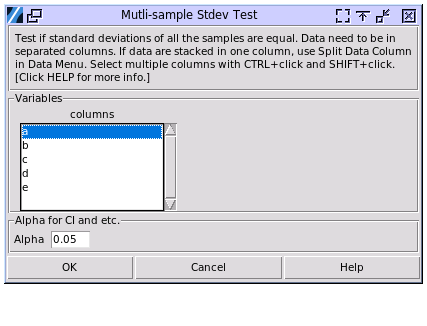 Mutli-sample Stdev Test
Test if standard deviations of all the samples are equal. Data need to be in
separated columns. If data are stacked in one column, use Split Data Column
in Data Menu. Select multiple columns with CTRL+click and SHIFT+click.
[Click HELP for more info.]
Variables
columns
a
b
c
d
e
Alpha for CI and etc.
Alpha 0.05
OK Cancel Help